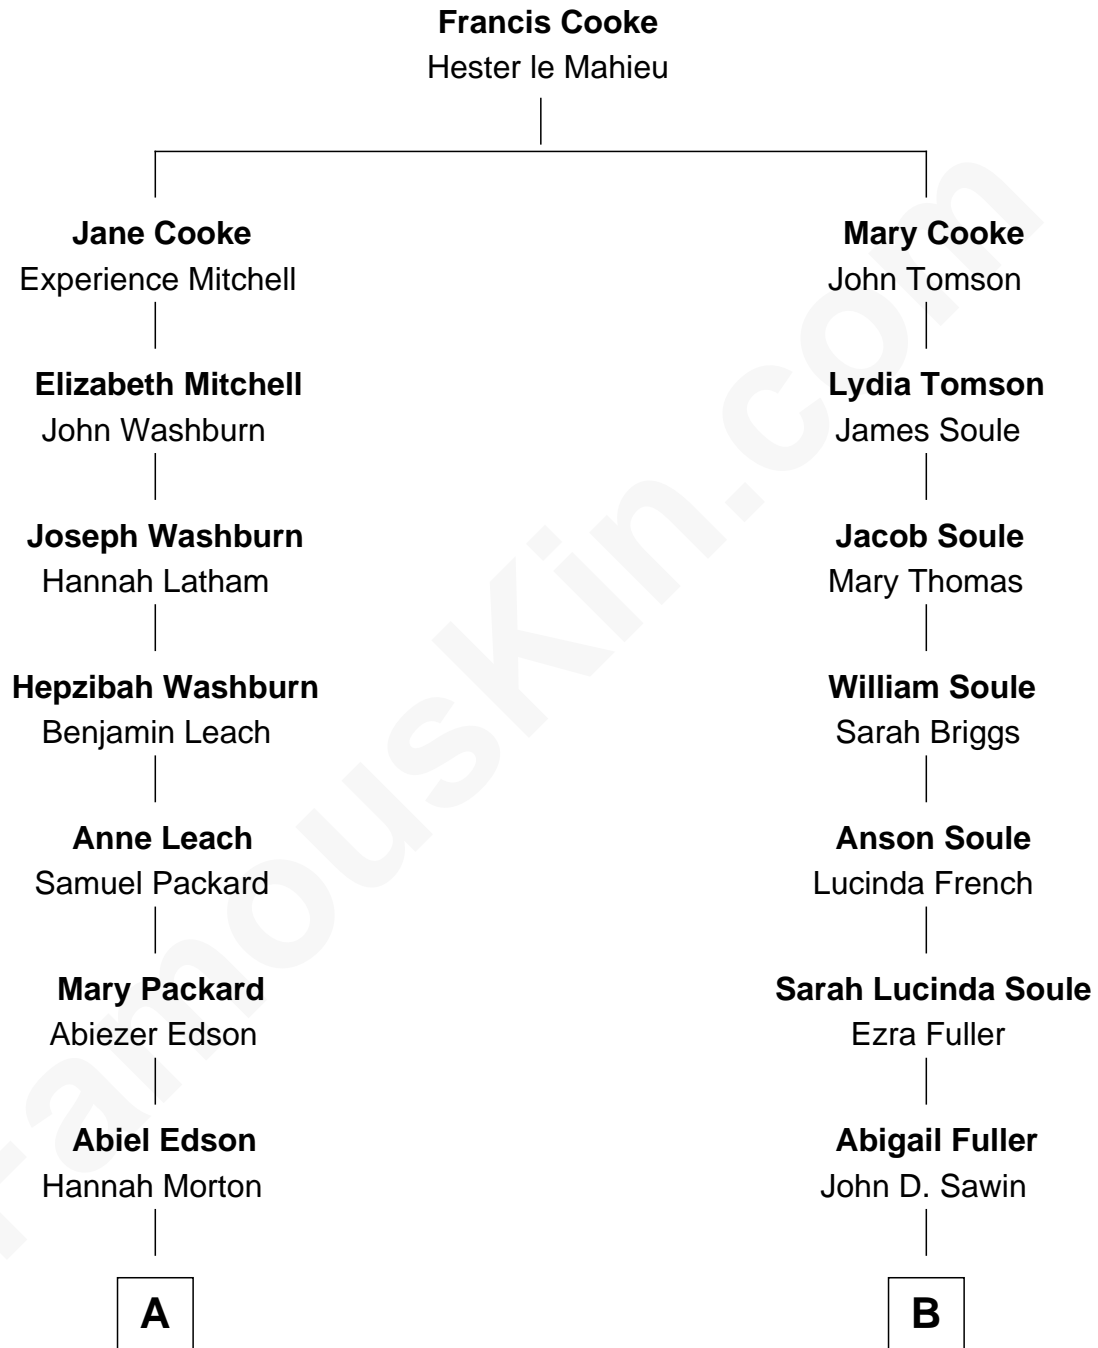 Francis Cooke
Hester le Mahieu
Jane Cooke
Experience Mitchell
Mary Cooke
John Tomson
Elizabeth Mitchell
John Washburn
Lydia Tomson
James Soule
Joseph Washburn
Hannah Latham
Jacob Soule
Mary Thomas
Hepzibah Washburn
Benjamin Leach
William Soule
Sarah Briggs
Anne Leach
Samuel Packard
Anson Soule
Lucinda French
Mary Packard
Abiezer Edson
Sarah Lucinda Soule
Ezra Fuller
Abiel Edson
Hannah Morton
Abigail Fuller
John D. Sawin
A
B
FamousKin.com